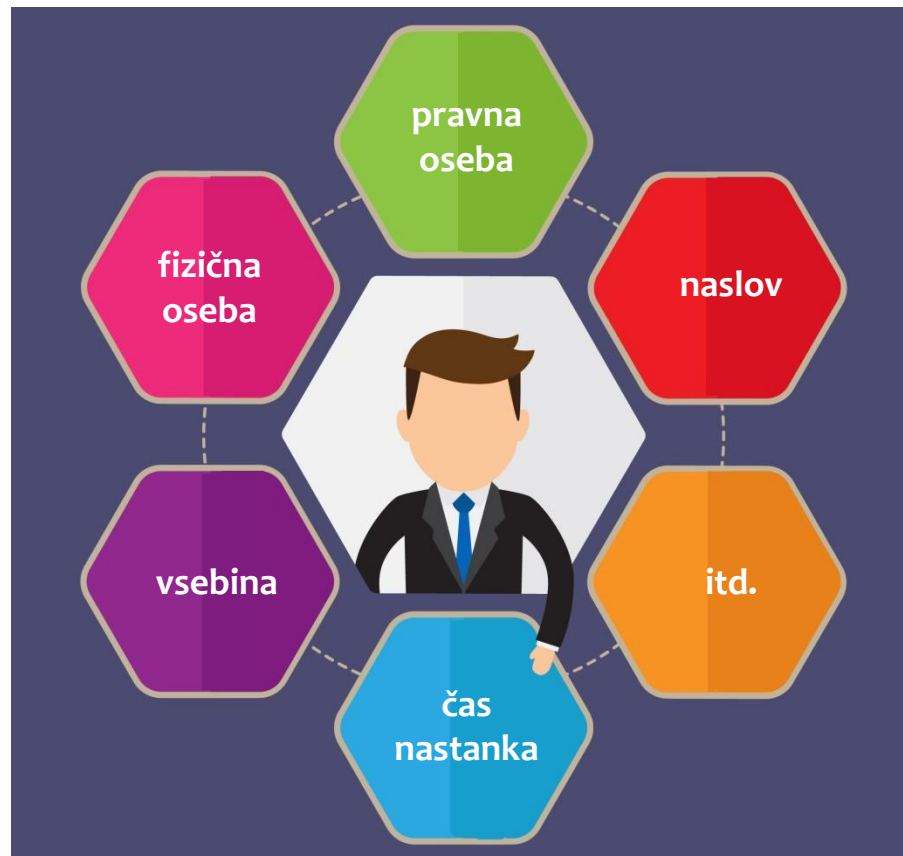 pravna
oseba
fizična
oseba
naslov
vsebina
itd.
čas
nastanka